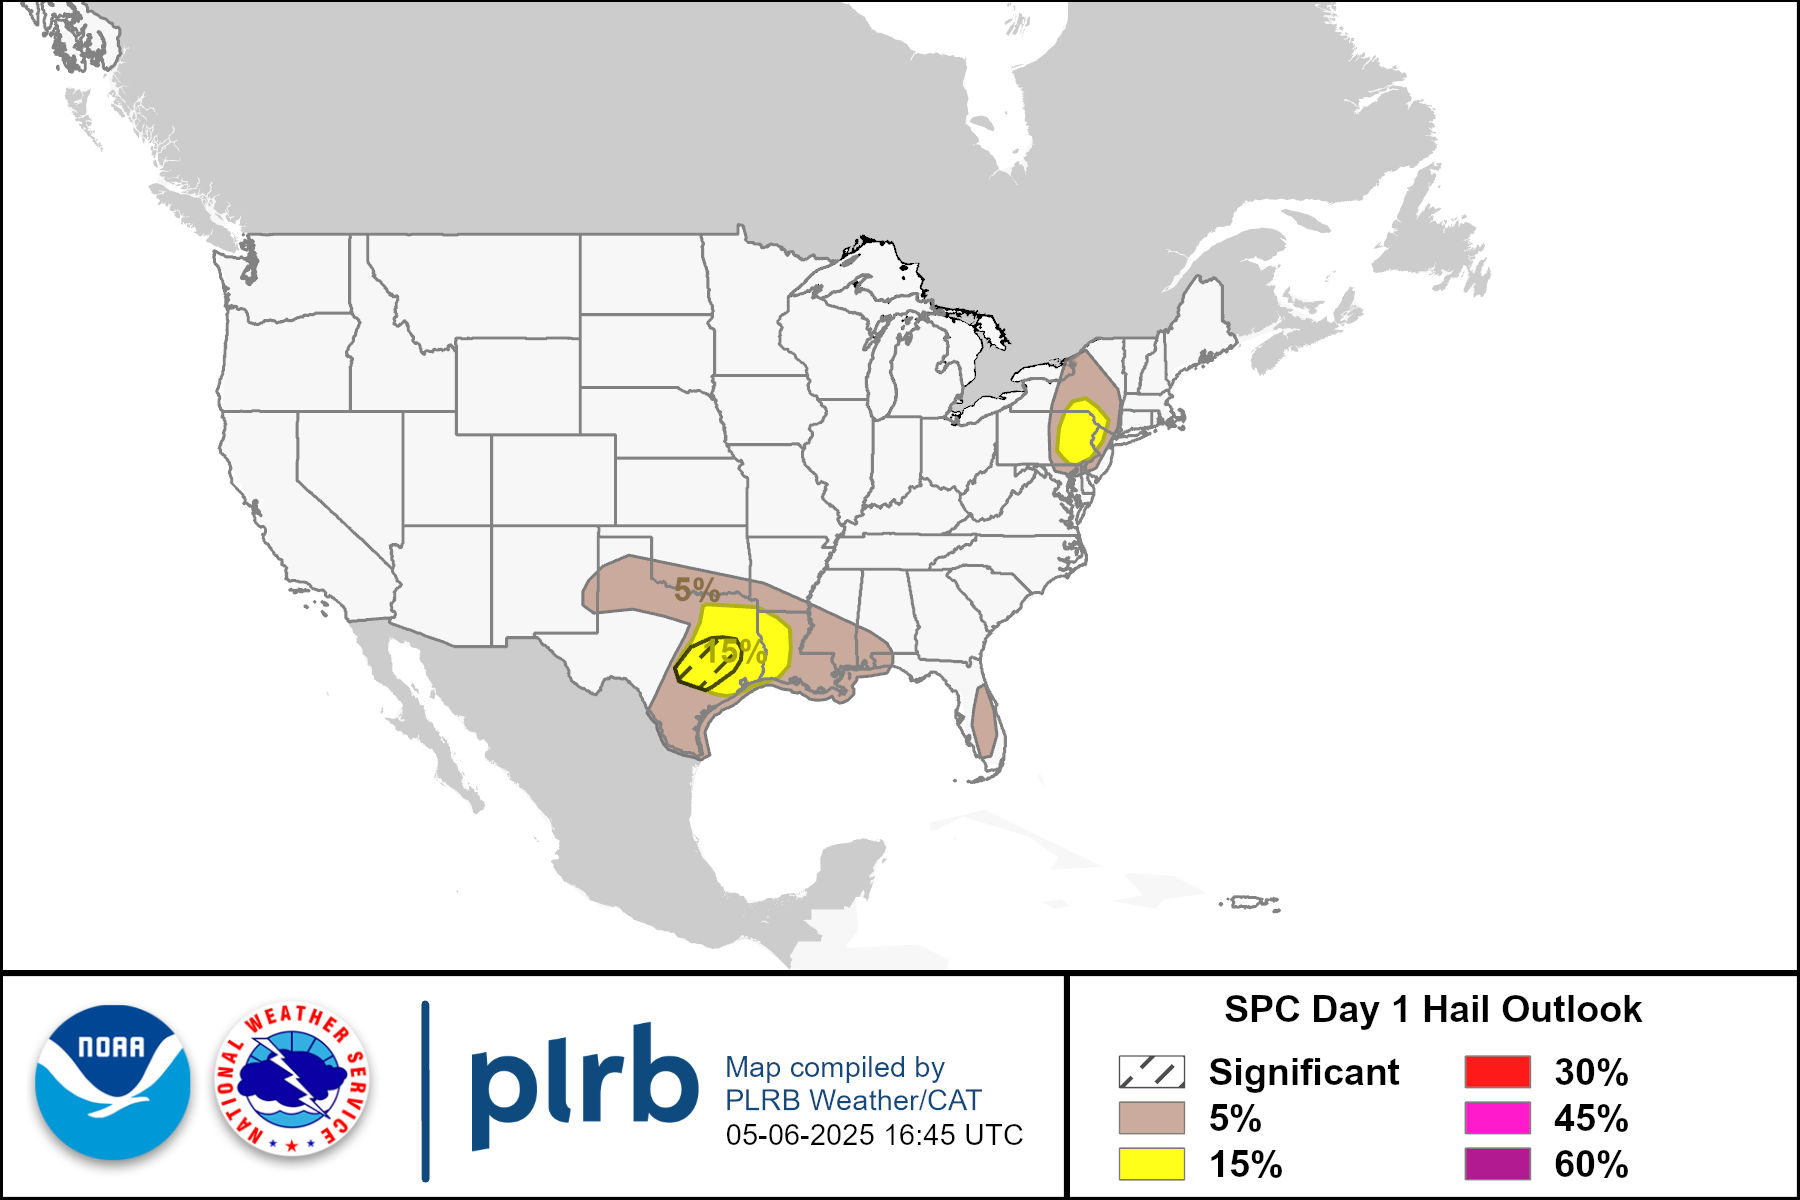 5%
15%
NOAA
NATIONAL WEATHER SERVICE
plrb
Map compiled by
PLRB Weather/CAT
05-06-2025 16:45 UTC
SPC Day 1 Hail Outlook
Significant
5%
15%
30%
45%
60%